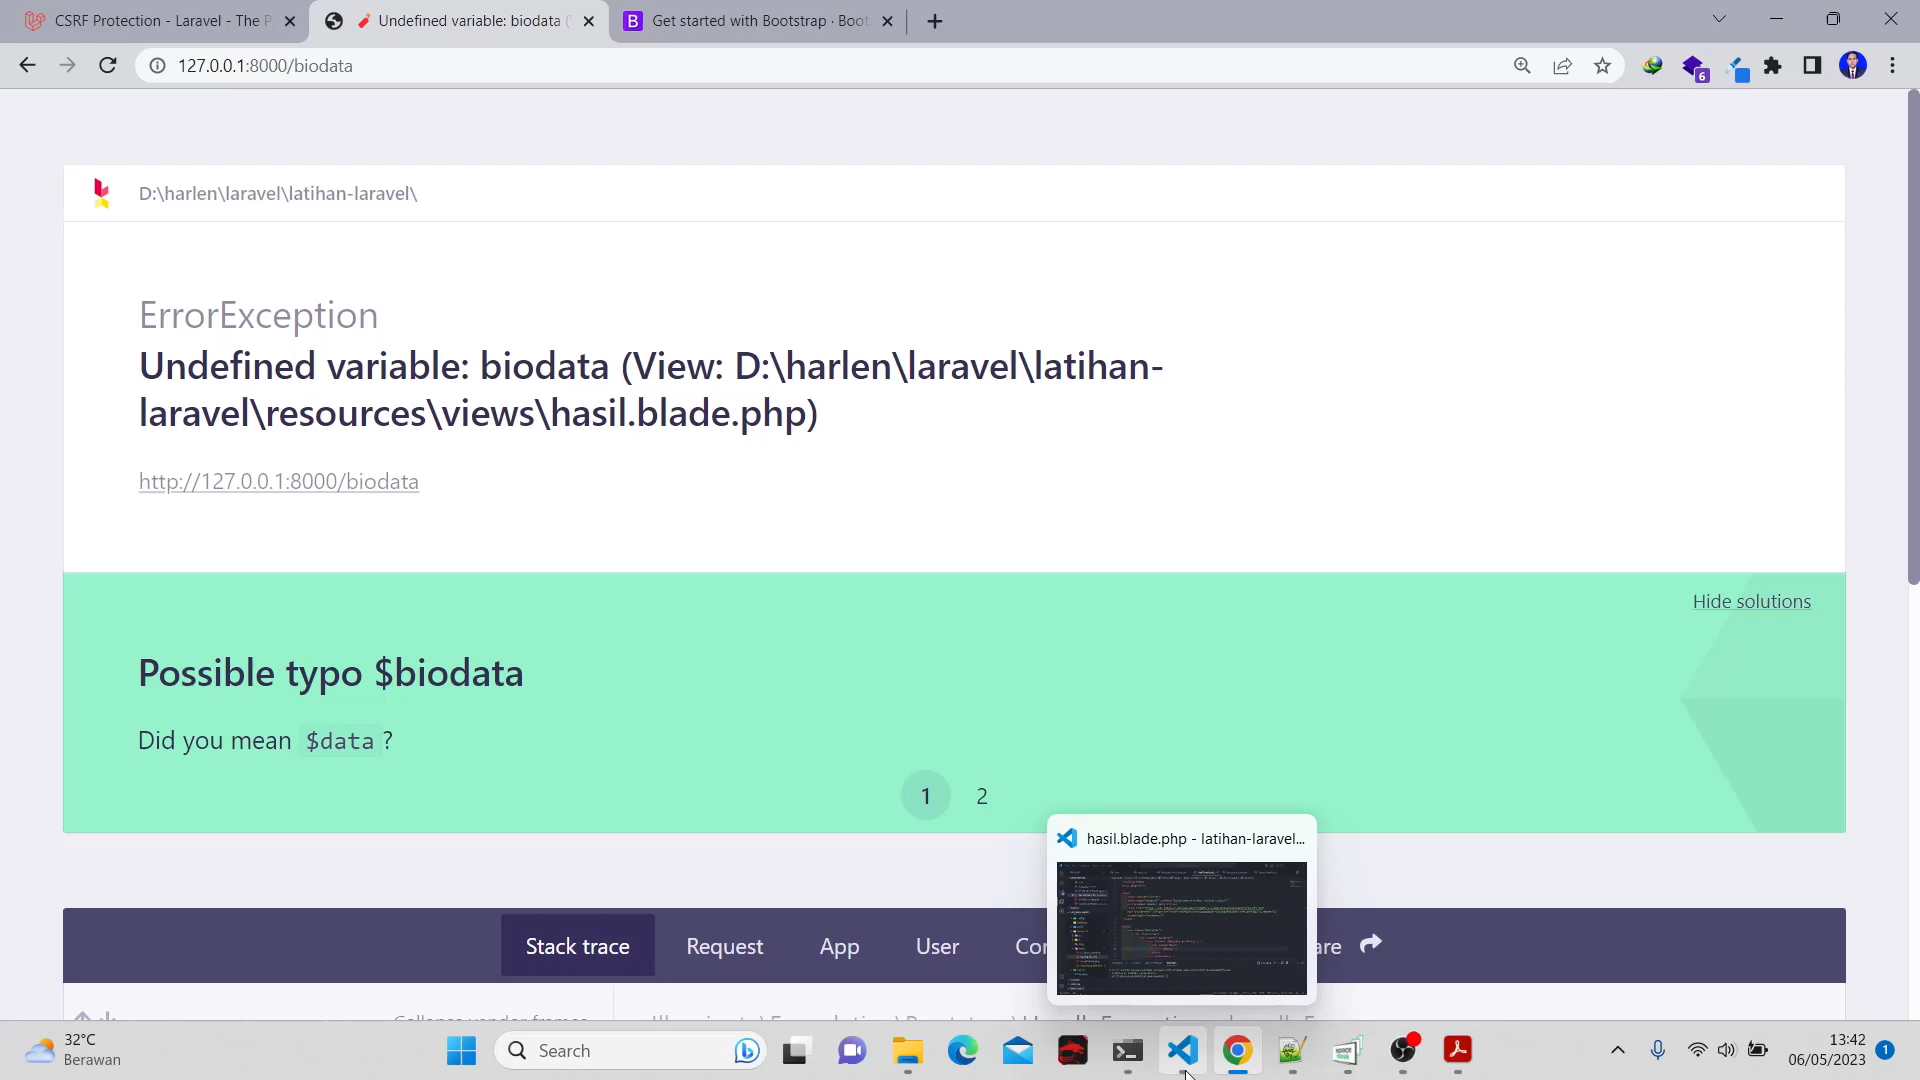 CSRF Protection - Laravel - The P
Undefined variable: biodata (
Get started with Bootstrap · Boot
127.0.0.1:8000/biodata
6
D:\harlen\laravel\latihan-laravel\
ErrorException
Undefined variable: biodata (View: D:\harlen\laravel\latihan-
laravel\resources\views\hasil.blade.php)
http://127.0.0.1:8000/biodata
Hide solutions
Possible typo $biodata
Did you mean $data ?
1 2
hasil.blade.php - latihan-laravel...
Stack trace Request App User Co are
32°C
Berawan
Search
13:42
06/05/2023
1